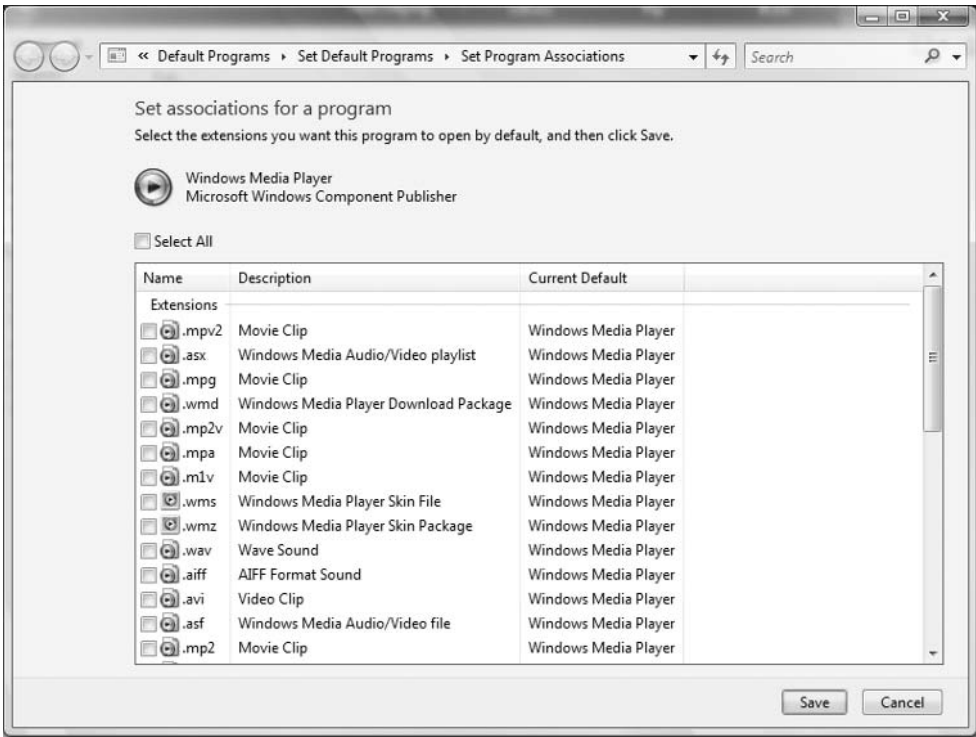 « Default Programs ▸ Set Default Programs ▸ Set Program Associations Search
Set associations for a program
Select the extensions you want this program to open by default, and then click Save.
Windows Media Player
Microsoft Windows Component Publisher
Select All
Name Description Current Default
Extensions
.mpv2 Movie Clip Windows Media Player
.asx Windows Media Audio/Video playlist Windows Media Player
.mpg Movie Clip Windows Media Player
.wmd Windows Media Player Download Package Windows Media Player
.mp2v Movie Clip Windows Media Player
.mpa Movie Clip Windows Media Player
.m1v Movie Clip Windows Media Player
.wms Windows Media Player Skin File Windows Media Player
.wmz Windows Media Player Skin Package Windows Media Player
.wav Wave Sound Windows Media Player
.aiff AIFF Format Sound Windows Media Player
.avi Video Clip Windows Media Player
.asf Windows Media Audio/Video file Windows Media Player
.mp2 Movie Clip Windows Media Player
Save Cancel